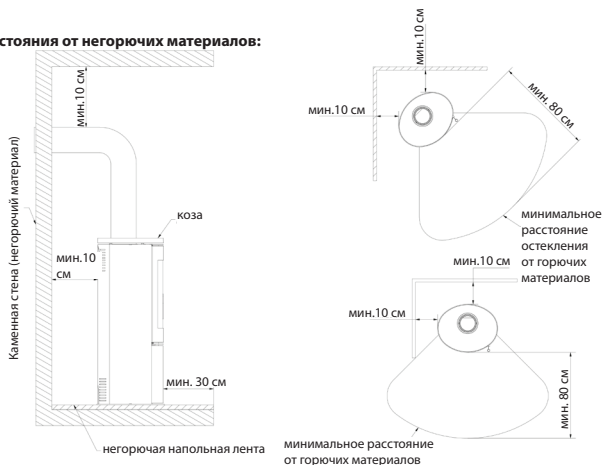 стояния от негорючих материалов:
мин.10 см
Каменная стена (негорючий материал)
коза
мин.10
см
мин. 30 см
негорючая напольная лента
мин.10 см
мин.10 см
мин. 80 см
минимальное
расстояние
остекления
от горючих
материалов
мин.10 см
мин.10 см
мин. 80 см
минимальное расстояние
от горючих материалов